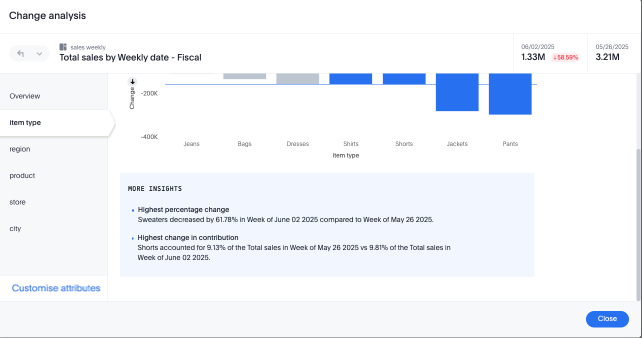 Change analysis
sales weekly
Total sales by Weekly date - Fiscal
06/02/2025
1.33M ↓58.59%
05/26/2025
3.21M
Overview
item type
region
product
store
city
Customise attributes
Change
-200K
-400K
Jeans Bags Dresses Shirts Shorts Jackets Pants
item type
MORE INSIGHTS
• Highest percentage change
Sweaters decreased by 61.78% in Week of June 02 2025 compared to Week of May 26 2025.
• Highest change in contribution
Shorts accounted for 9.13% of the Total sales in Week of May 26 2025 vs 9.81% of the Total sales in
Week of June 02 2025.
Close